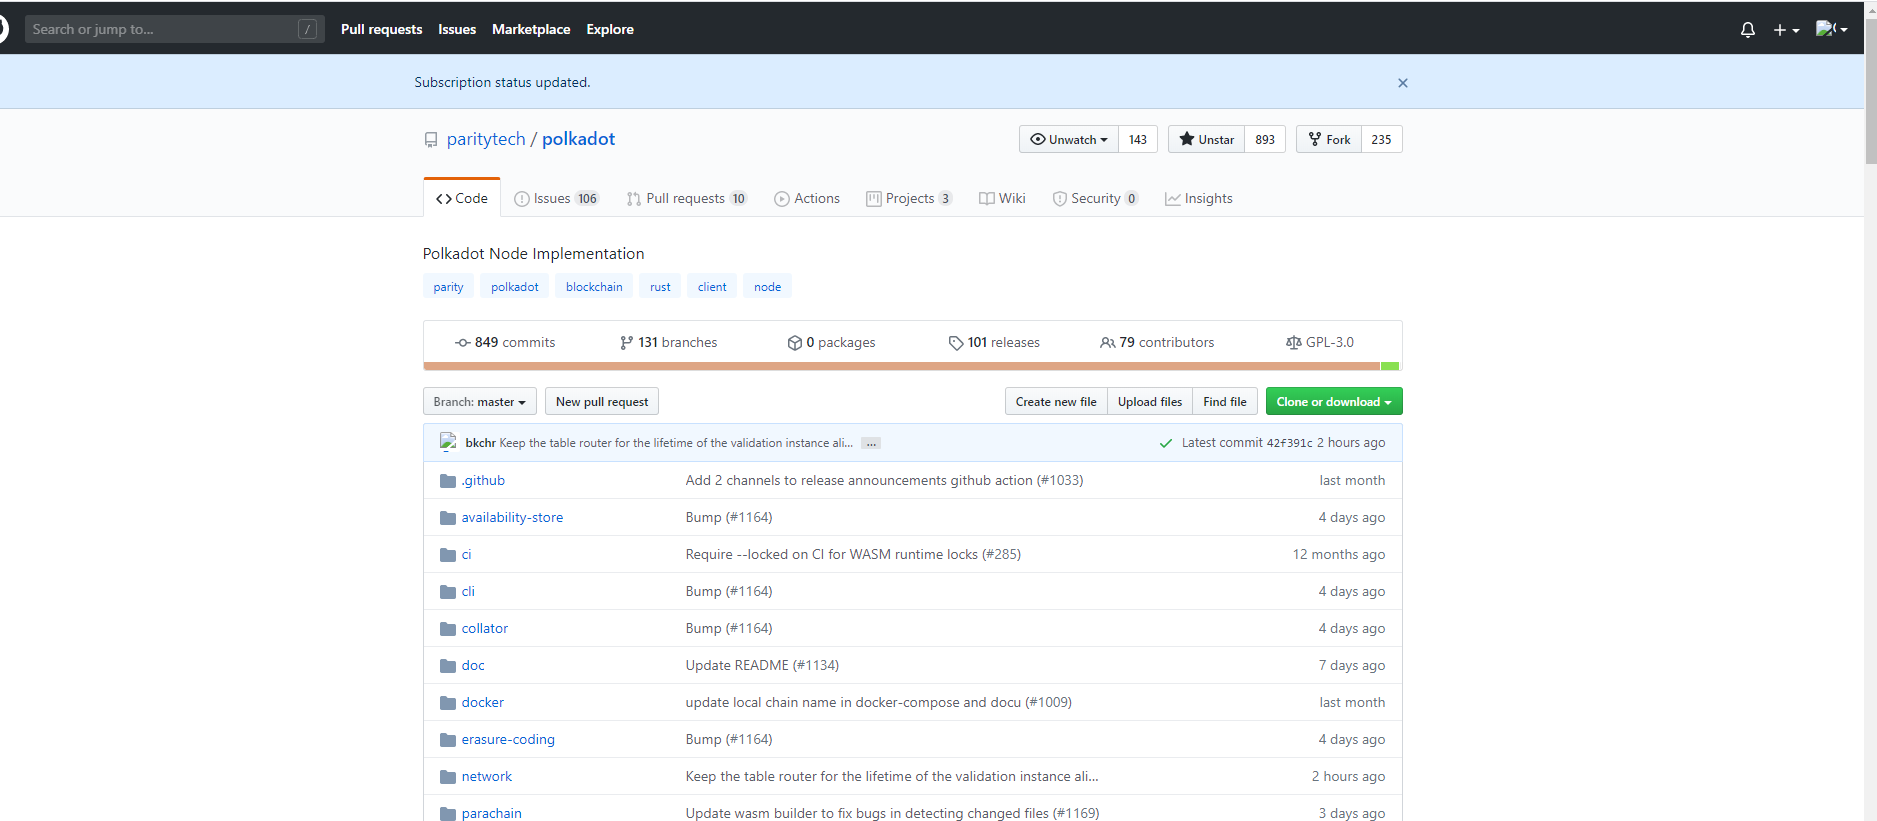 Search or jump to... / Pull requests Issues Marketplace Explore
Subscription status updated.
paritytech / polkadot Unwatch 143 Unstar 893 Fork 235
Code Issues 106 Pull requests 10 Actions Projects 3 Wiki Security 0 Insights
Polkadot Node Implementation
parity polkadot blockchain rust client node
849 commits 131 branches 0 packages 101 releases 79 contributors GPL-3.0
Branch: master New pull request Create new file Upload files Find file Clone or download
bkchr Keep the table router for the lifetime of the validation instance ali... ... Latest commit 42f391c 2 hours ago
.github Add 2 channels to release announcements github action (#1033) last month
availability-store Bump (#1164) 4 days ago
ci Require --locked on CI for WASM runtime locks (#285) 12 months ago
cli Bump (#1164) 4 days ago
collator Bump (#1164) 4 days ago
doc Update README (#1134) 7 days ago
docker update local chain name in docker-compose and docu (#1009) last month
erasure-coding Bump (#1164) 4 days ago
network Keep the table router for the lifetime of the validation instance ali... 2 hours ago
parachain Update wasm builder to fix bugs in detecting changed files (#1169) 3 days ago